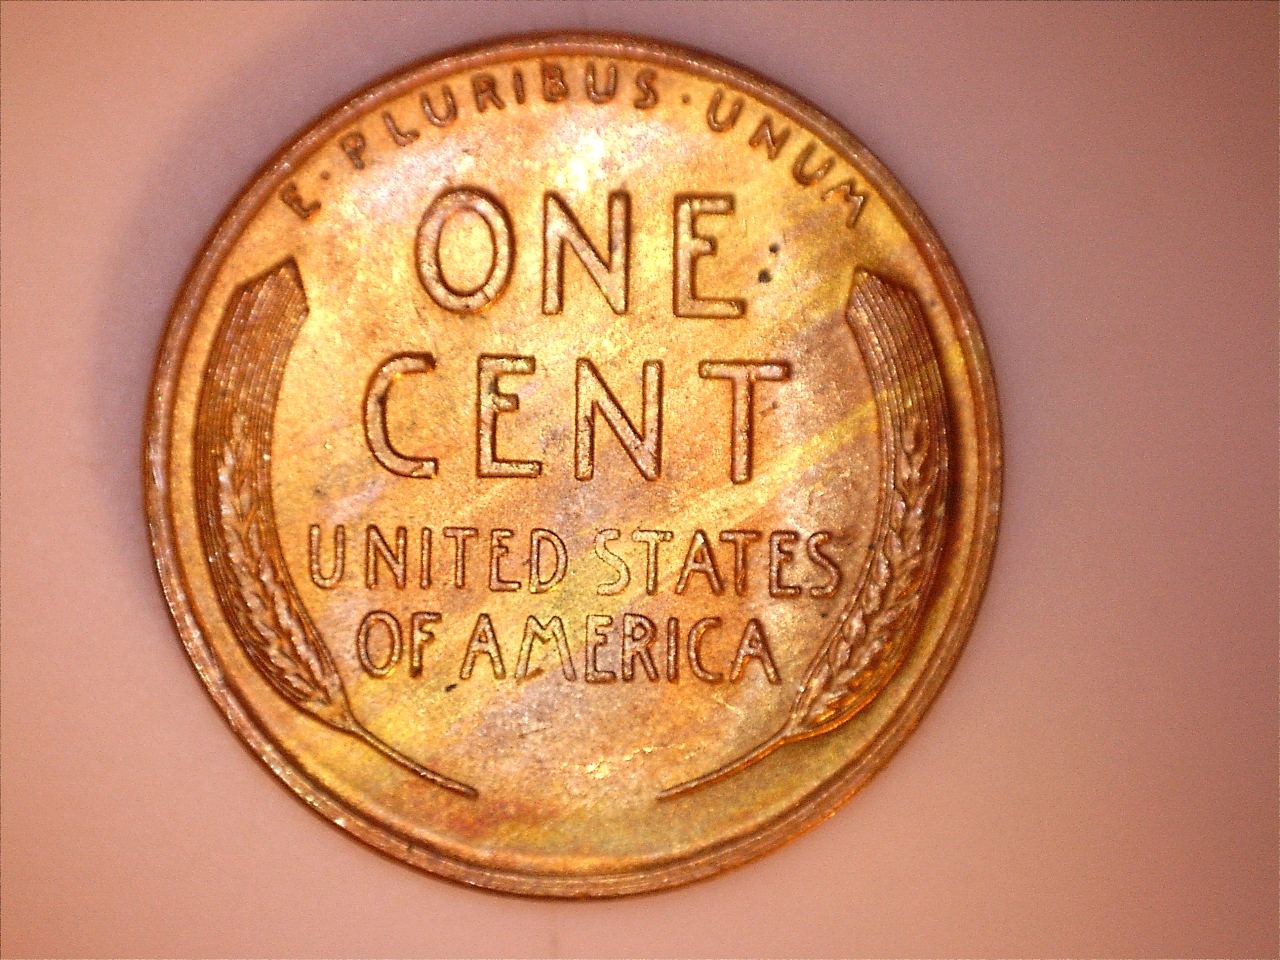 E·PLURIBUS·UNUM
ONE
CENT
UNITED STATES
OF AMERICA